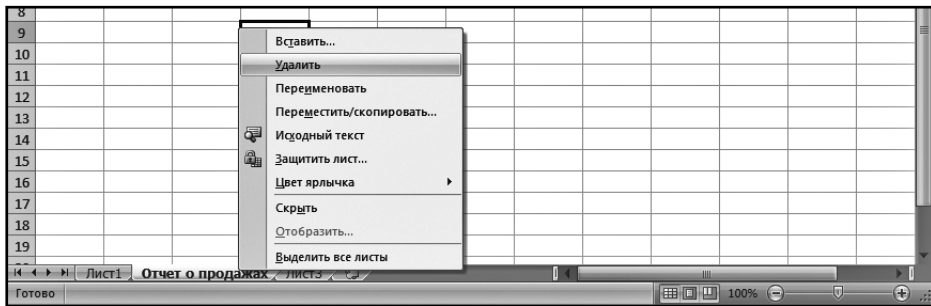 8
9
10
11
12
13
14
15
16
17
18
19
Вставить...
Удалить
Переименовать
Переместить/скопировать...
Исходный текст
Защитить лист...
Цвет ярлычка
Скрыть
Отобразить...
Выделить все листы
Лист1 Отчет о продажах Лист3
Готово 100%